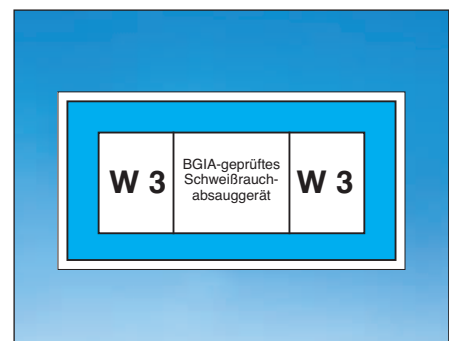 W 3
BGIA-geprüftes
Schweißrauch-
absauggerät
W 3